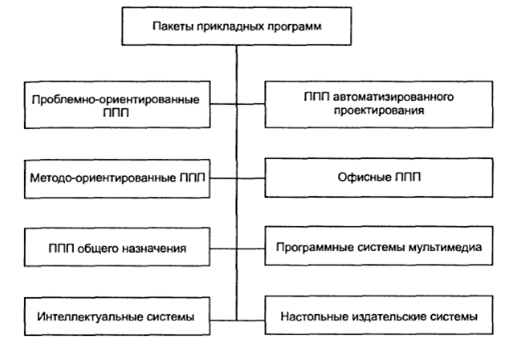 Пакеты прикладных программ
Проблемно-ориентированные
ППП
ППП автоматизированного
проектирования
Методо-ориентированные ППП
Офисные ППП
ППП общего назначения
Программные системы мультимедиа
Интеллектуальные системы
Настольные издательские системы